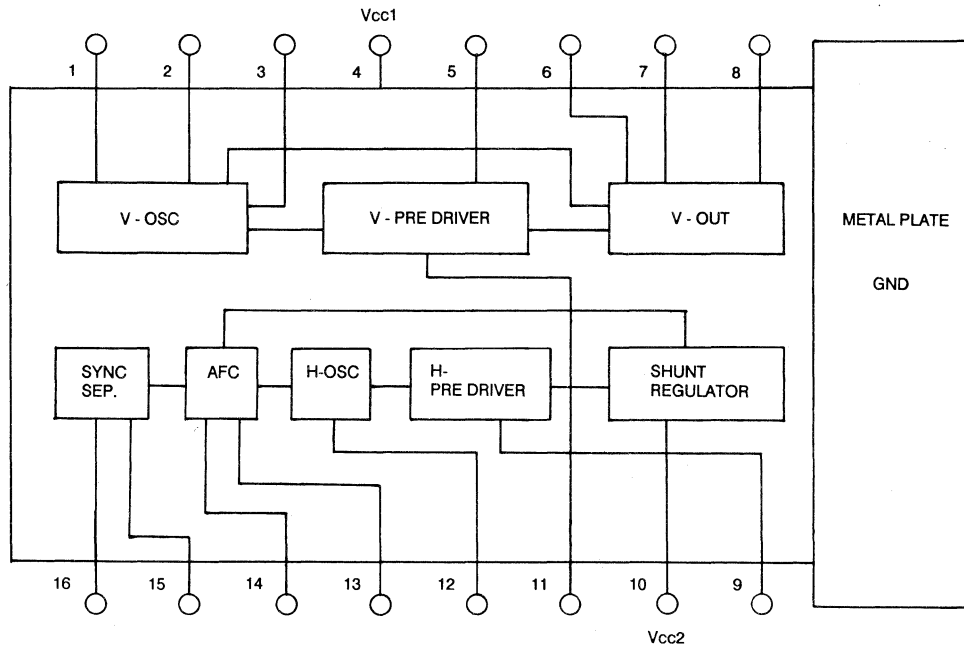 Vcc1
1 2 3 4 5 6 7 8
V - OSC V - PRE DRIVER V - OUT
METAL PLATE
GND
SYNC
SEP.
AFC
H-OSC
H-
PRE DRIVER
SHUNT
REGULATOR
16 15 14 13 12 11 10 9
Vcc2